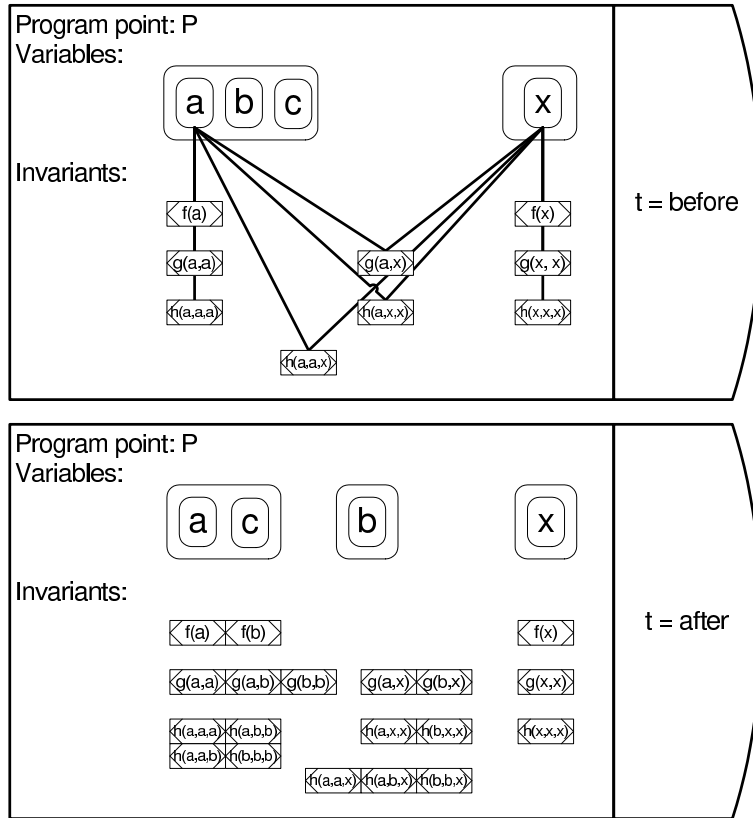 Program point: P
Variables:
a b c x
Invariants:
t = before
f(a) f(x)
g(a,a) g(a,x) g(x, x)
h(a,a,a) h(a,x,x) h(x,x,x)
h(a,a,x)
Program point: P
Variables:
a c b x
Invariants:
t = after
f(a) f(b) f(x)
g(a,a) g(a,b) g(b,b) g(a,x) g(b,x) g(x,x)
h(a,a,a) h(a,b,b) h(a,x,x) h(b,x,x) h(x,x,x)
h(a,a,b) h(b,b,b)
h(a,a,x) h(a,b,x) h(b,b,x)